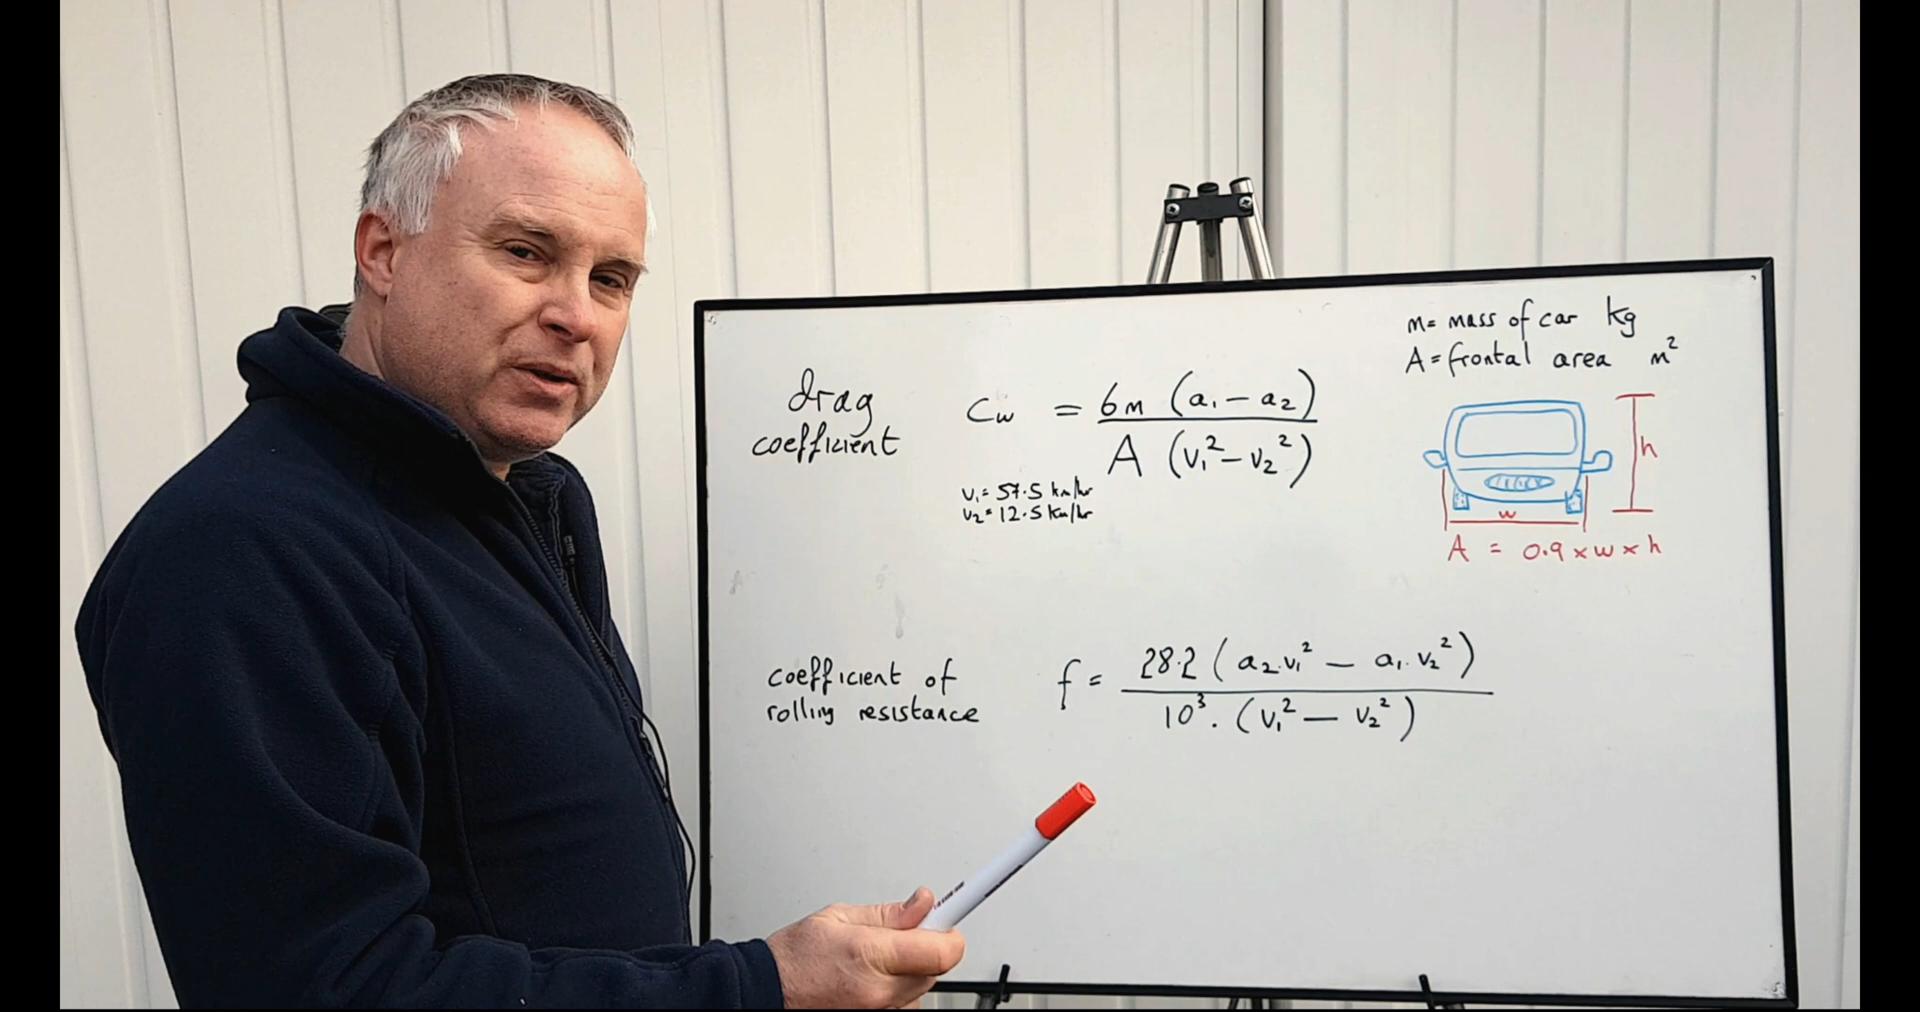 m= mass of car kg
A = frontal area m²
drag
coefficient
Cw = 6m (a₁ - a₂)
A (v₁² - v₂²)
v₁= 57.5 km/hr
v₂= 12.5 km/hr
h
w
A = 0.9 x w x h
coefficient of
rolling resistance
f = 28.2 (a₂.v₁² - a₁.v₂²)
10³. (v₁² - v₂²)